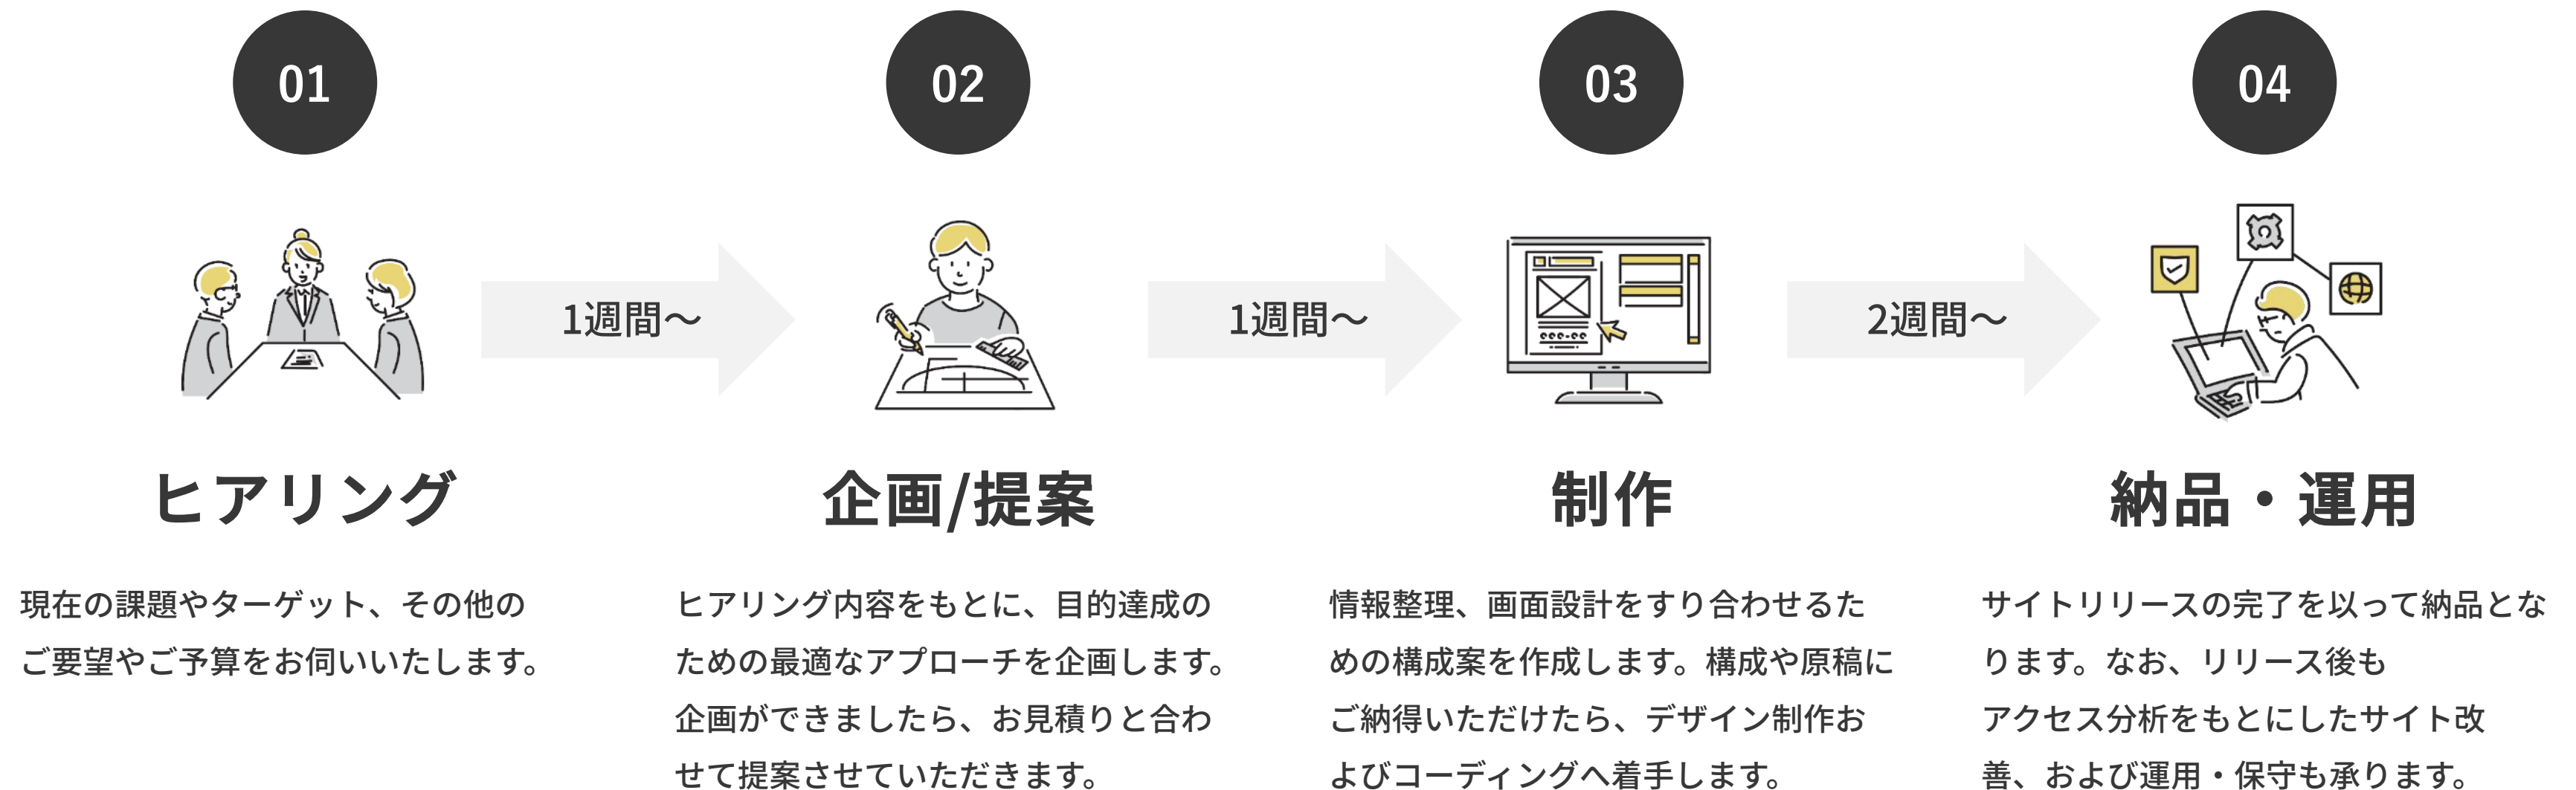 01
02
03
04
1週間〜
1週間〜
2週間〜
ヒアリング
現在の課題やターゲット、その他の
ご要望やご予算をお伺いいたします。
企画/提案
ヒアリング内容をもとに、目的達成の
ための最適なアプローチを企画します。
企画ができましたら、お見積りと合わ
せて提案させていただきます。
制作
情報整理、画面設計をすり合わせるた
めの構成案を作成します。構成や原稿に
ご納得いただけたら、デザイン制作お
よびコーディングへ着手します。
納品・運用
サイトリリースの完了を以って納品とな
ります。なお、リリース後も
アクセス分析をもとにしたサイト改
善、および運用・保守も承ります。